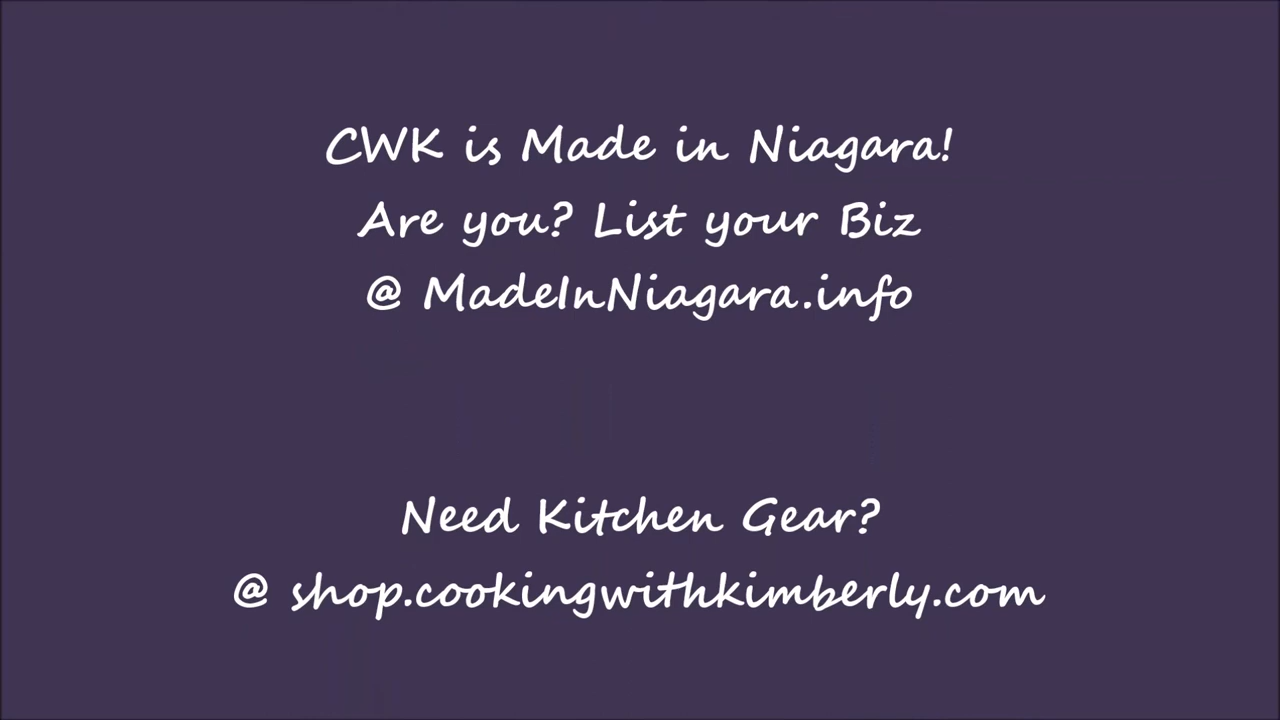 CWK is Made in Niagara!
Are you? List your Biz
@ MadeInNiagara.info
Need Kitchen Gear?
@ shop.cookingwithkimberly.com